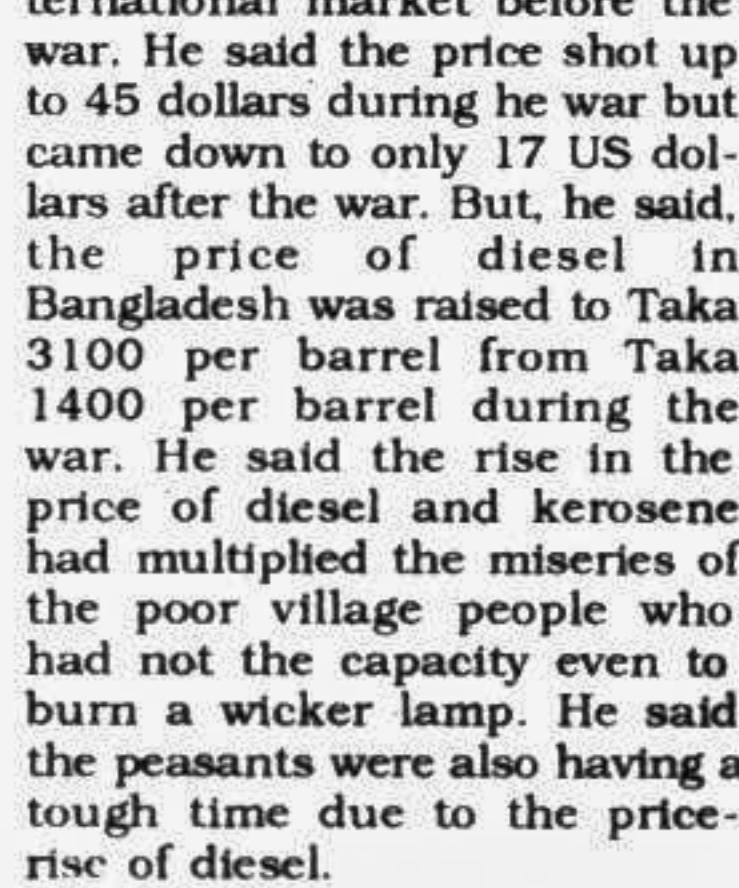 ternational market before the
war. He said the price shot up
to 45 dollars during he war but
came down to only 17 US dol-
lars after the war. But, he said,
the price of diesel in
Bangladesh was raised to Taka
3100 per barrel from Taka
1400 per barrel during the
war. He said the rise in the
price of diesel and kerosene
had multiplied the miseries of
the poor village people who
had not the capacity even to
burn a wicker lamp. He said
the peasants were also having a
tough time due to the price-
rise of diesel.